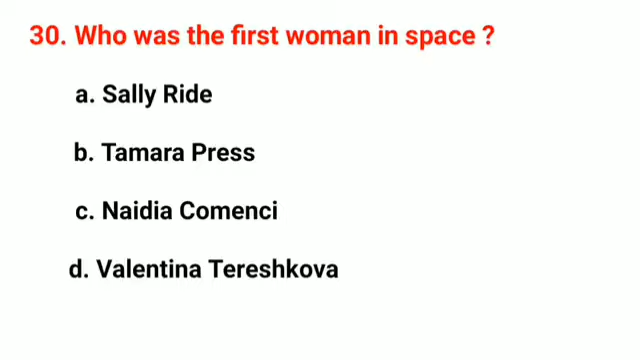 30. Who was the first woman in space ?
a. Sally Ride
b. Tamara Press
c. Naidia Comenci
d. Valentina Tereshkova